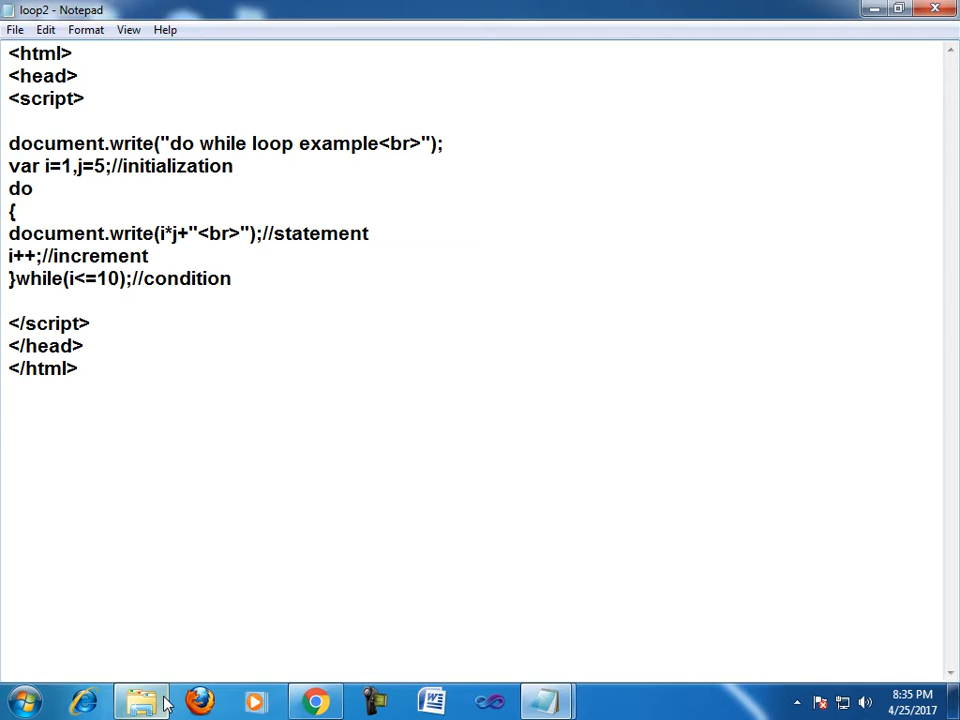 loop2 - Notepad
File Edit Format View Help
<html>
<head>
<script>
document.write("do while loop example<br>");
var i=1,j=5;//initialization
do
{
document.write(i*j+"<br>");//statement
i++;//increment
}while(i<=10);//condition
</script>
</head>
</html>
8:35 PM
4/25/2017